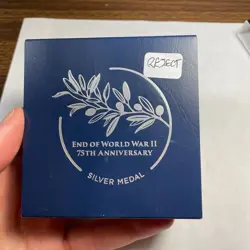 REJECT
END OF WORLD WAR II
75TH ANNIVERSARY
SILVER MEDAL